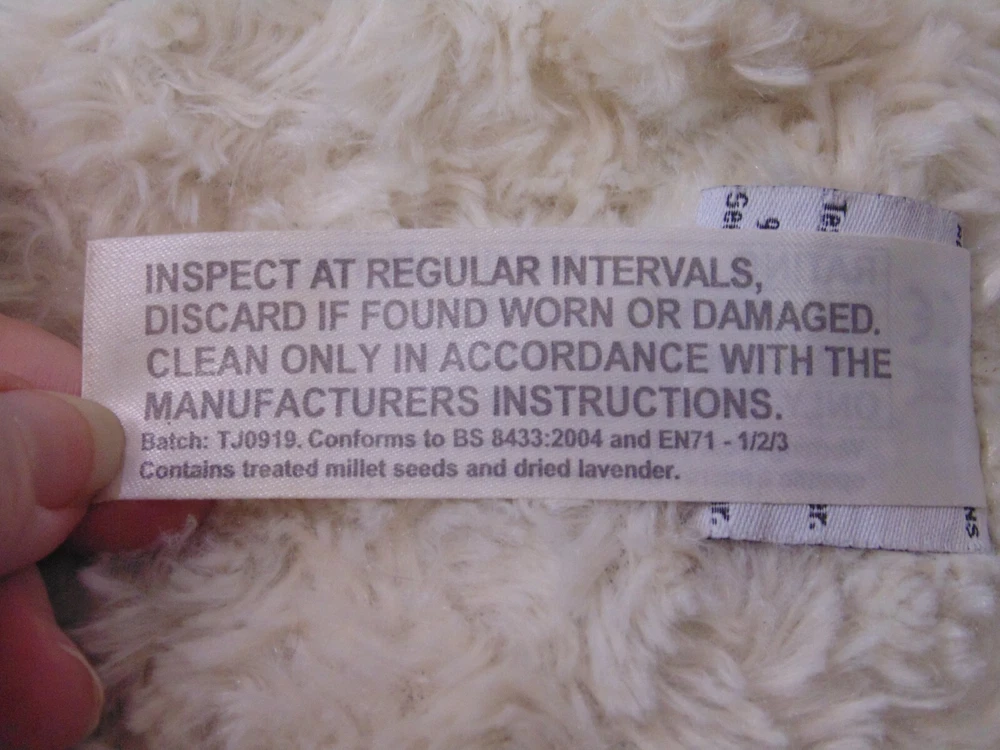 INSPECT AT REGULAR INTERVALS,
DISCARD IF FOUND WORN OR DAMAGED.
CLEAN ONLY IN ACCORDANCE WITH THE
MANUFACTURERS INSTRUCTIONS.
Batch: TJ0919. Conforms to BS 8433:2004 and EN71 - 1/2/3
Contains treated millet seeds and dried lavender.